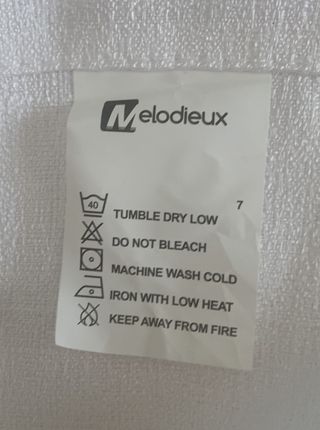 Melodieux
7
40 TUMBLE DRY LOW
DO NOT BLEACH
MACHINE WASH COLD
IRON WITH LOW HEAT
KEEP AWAY FROM FIRE